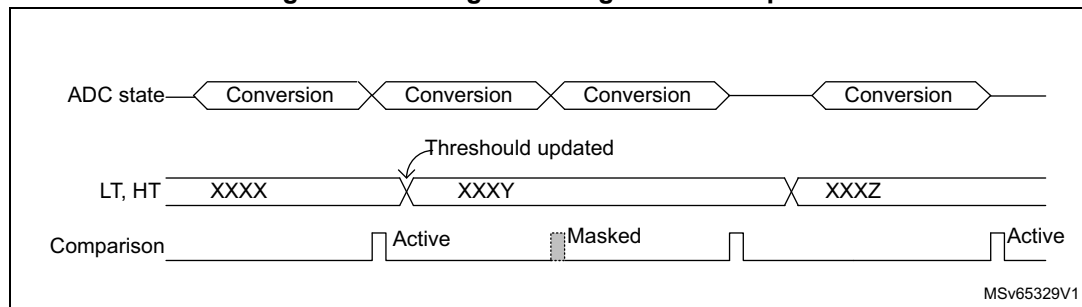 ADC state Conversion Conversion Conversion Conversion
Threshould updated
LT, HT XXXX XXXY XXXZ
Comparison Active Masked Active
MSv65329V1